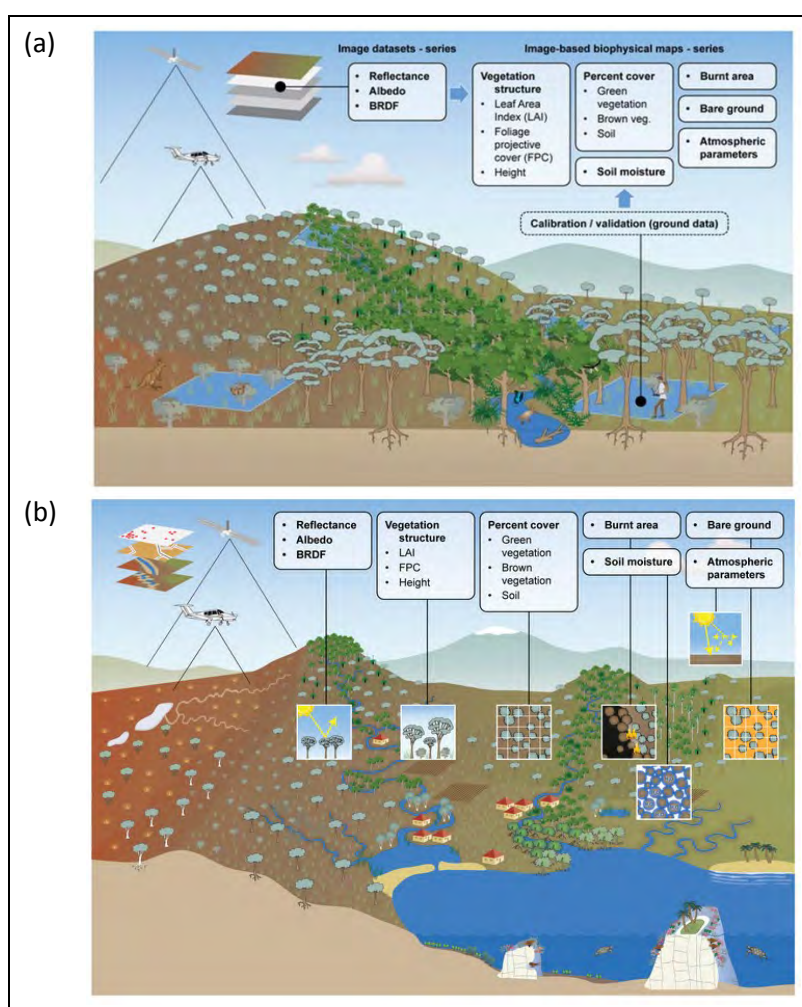 (a)
Image datasets - series
• Reflectance
• Albedo
• BRDF
Image-based biophysical maps - series
Vegetation
structure
• Leaf Area
Index (LAI)
• Foliage
projective
cover (FPC)
• Height
Percent cover
• Green
vegetation
• Brown veg.
• Soil
• Soil moisture
• Burnt area
• Bare ground
• Atmospheric
parameters
Calibration / validation (ground data)
(b)
• Reflectance
• Albedo
• BRDF
Vegetation
structure
• LAI
• FPC
• Height
Percent cover
• Green
vegetation
• Brown
vegetation
• Soil
• Burnt area
• Soil moisture
• Bare ground
• Atmospheric
parameters